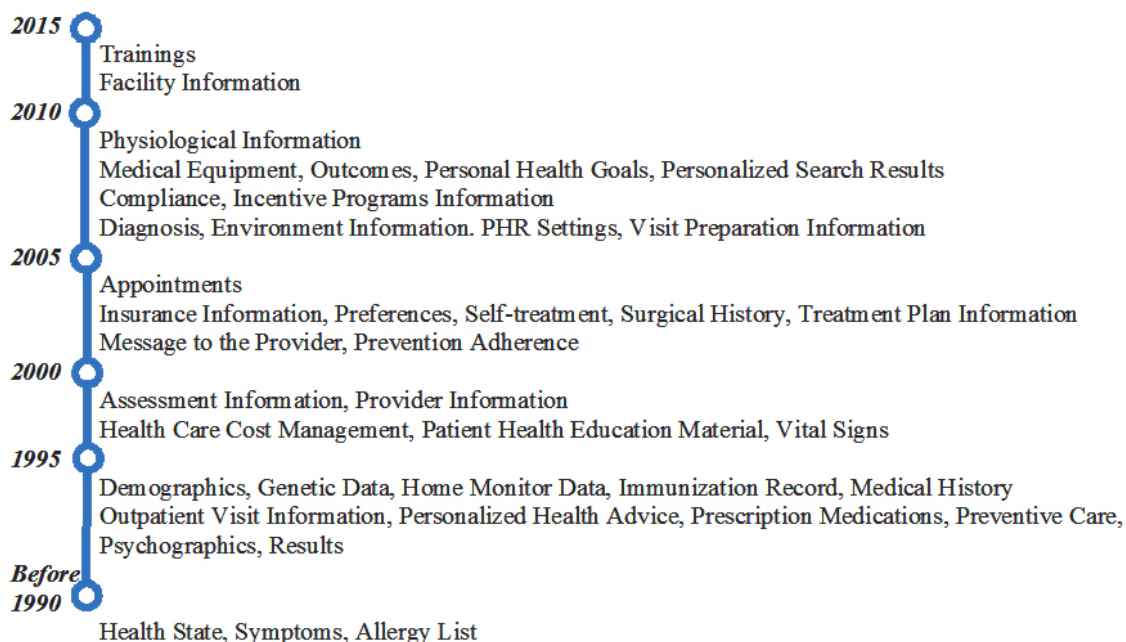 2015
Trainings
Facility Information
2010
Physiological Information
Medical Equipment, Outcomes, Personal Health Goals, Personalized Search Results
Compliance, Incentive Programs Information
Diagnosis, Environment Information. PHR Settings, Visit Preparation Information
2005
Appointments
Insurance Information, Preferences, Self-treatment, Surgical History, Treatment Plan Information
Message to the Provider, Prevention Adherence
2000
Assessment Information, Provider Information
Health Care Cost Management, Patient Health Education Material, Vital Signs
1995
Demographics, Genetic Data, Home Monitor Data, Immunization Record, Medical History
Outpatient Visit Information, Personalized Health Advice, Prescription Medications, Preventive Care,
Psychographics, Results
Before
1990
Health State, Symptoms, Allergy List